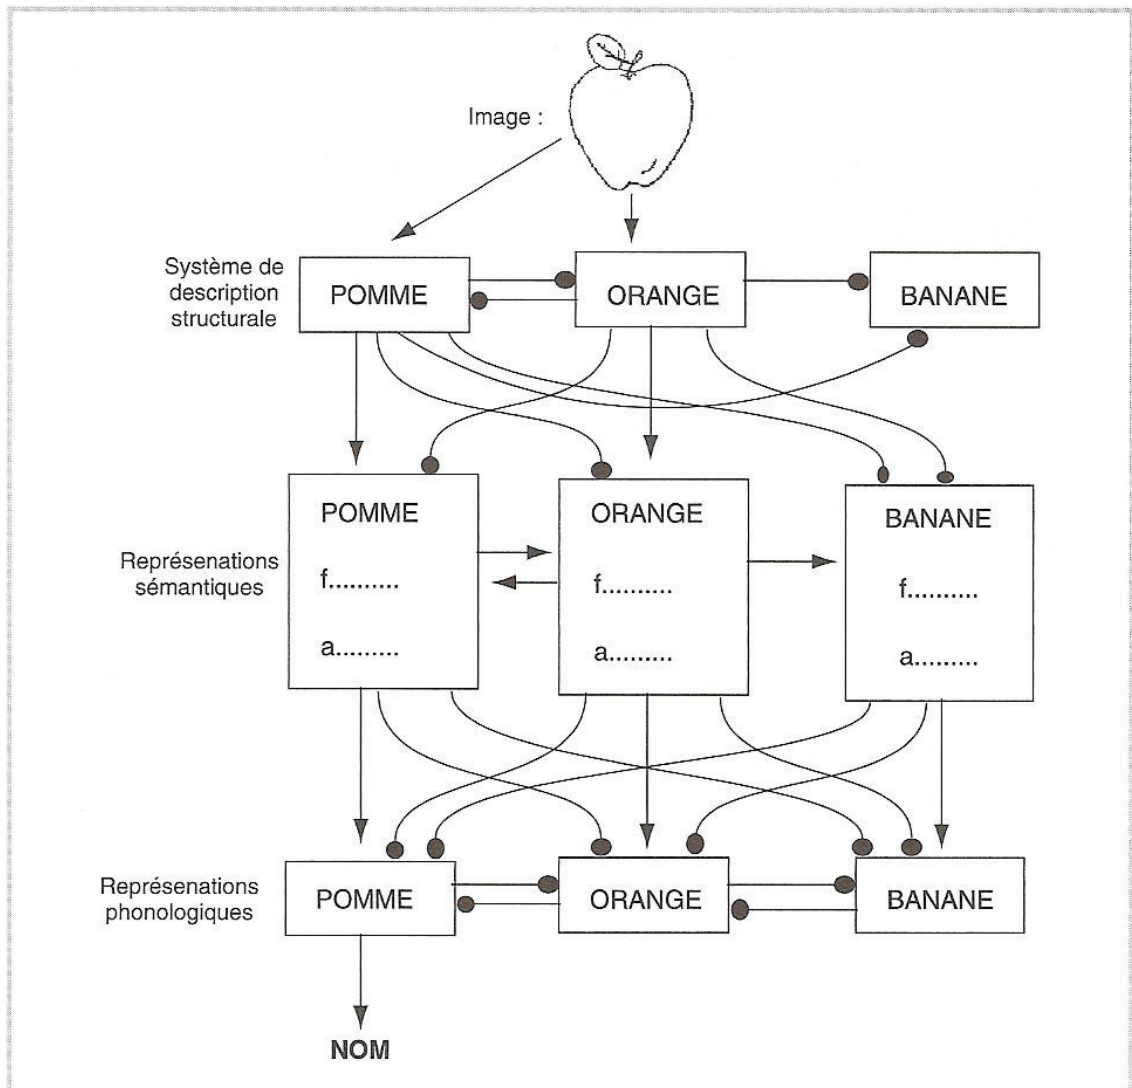 Image :
Système de
description
structurale
POMME
ORANGE
BANANE
Représenations
sémantiques
POMME
f..........
a.........
ORANGE
f..........
a.........
BANANE
f..........
a.........
Représenations
phonologiques
POMME
ORANGE
BANANE
NOM